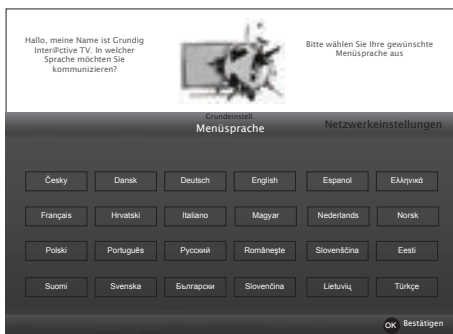 Hallo, meine Name ist Grundig
Inter@ctive TV. In welcher
Sprache möchten Sie
kommunizieren?
Bitte wählen Sie Ihre gewünschte
Menüsprache aus
Grundeinstell.
Menüsprache
Netzwerkeinstellungen
Česky Dansk Deutsch English Espanol Ελληνικά
Français Hrvatski Italiano Magyar Nederlands Norsk
Polski Português Русский Româneşte Slovenščina Eesti
Suomi Svenska Български Slovenčina Lietuvių Türkçe
OK Bestätigen